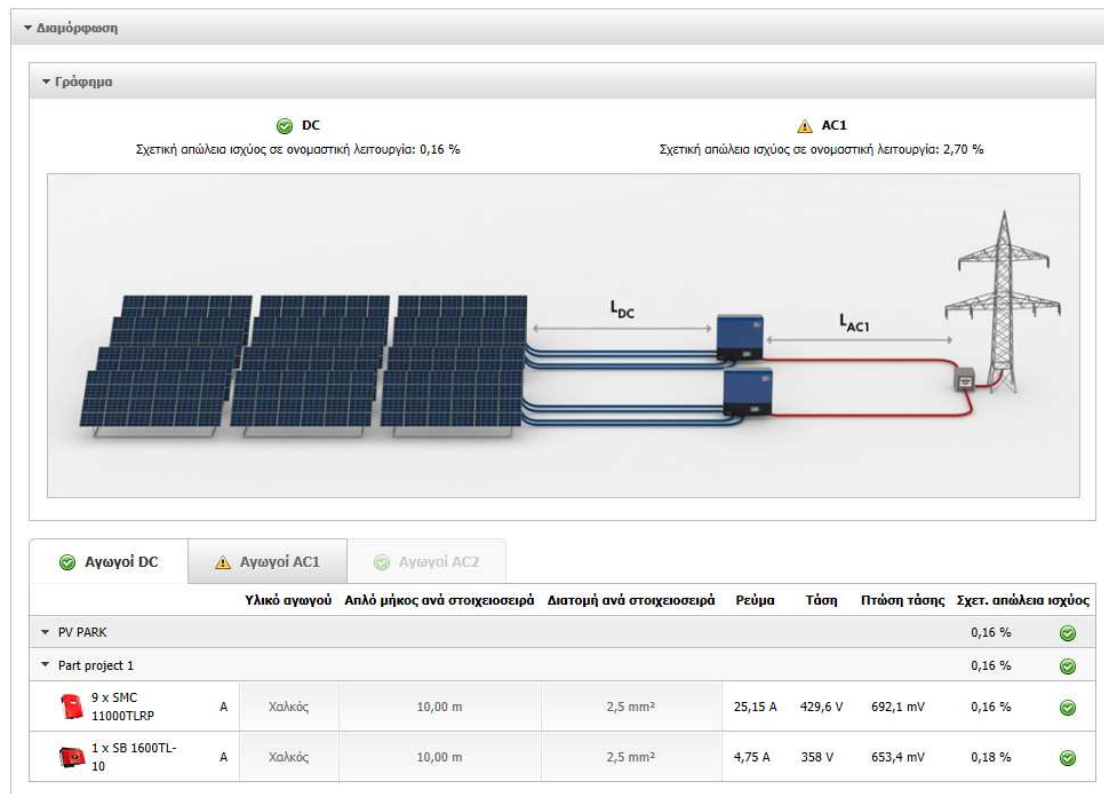 Διαμόρφωση
Γράφημα
DC
Σχετική απώλεια ισχύος σε ονομαστική λειτουργία: 0,16 %
AC1
Σχετική απώλεια ισχύος σε ονομαστική λειτουργία: 2,70 %
LDC
LAC1
Αγωγοί DC
Αγωγοί AC1
Αγωγοί AC2
Υλικό αγωγού Απλό μήκος ανά στοιχειοσειρά Διατομή ανά στοιχειοσειρά Ρεύμα Τάση Πτώση τάσης Σχετ. απώλεια ισχύος
PV PARK 0,16 %
Part project 1 0,16 %
9 x SMC
11000TLRP A Χαλκός 10,00 m 2,5 mm² 25,15 A 429,6 V 692,1 mV 0,16 %
1 x SB 1600TL-
10 A Χαλκός 10,00 m 2,5 mm² 4,75 A 358 V 653,4 mV 0,18 %